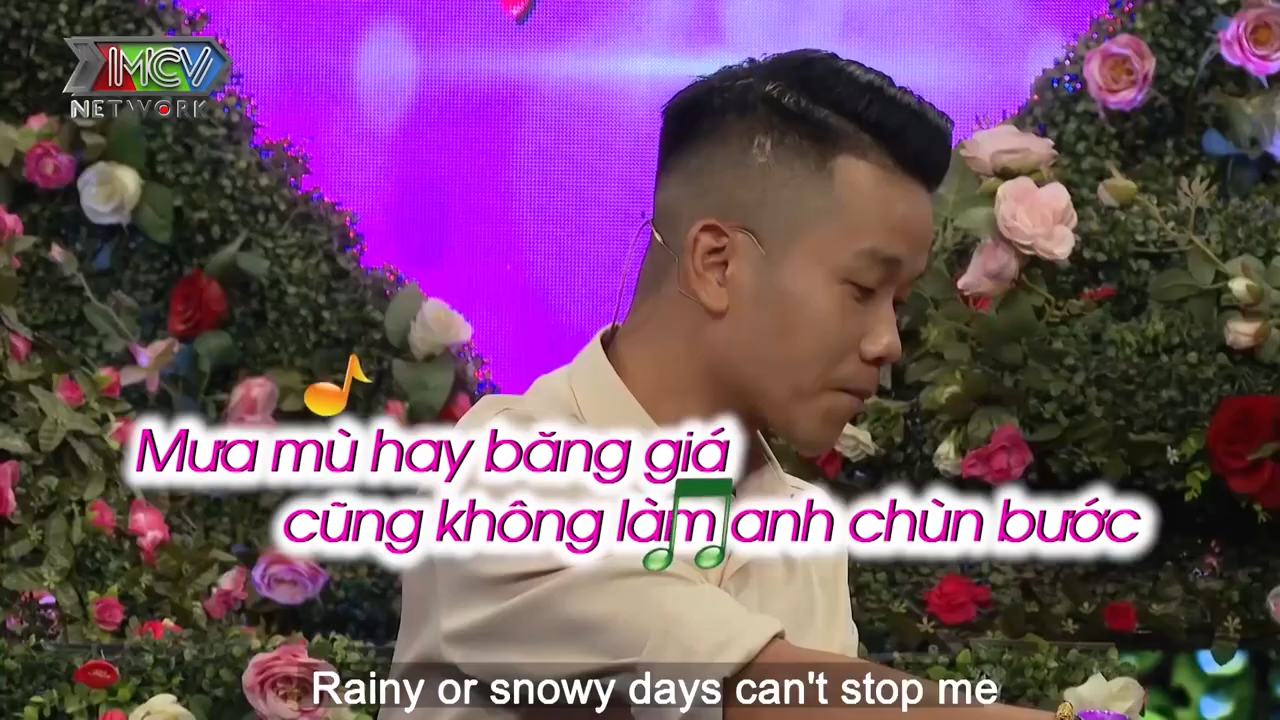 MCV
NETWORK
Mưa mù hay băng giá
cũng không làm anh chùn bước
Rainy or snowy days can't stop me